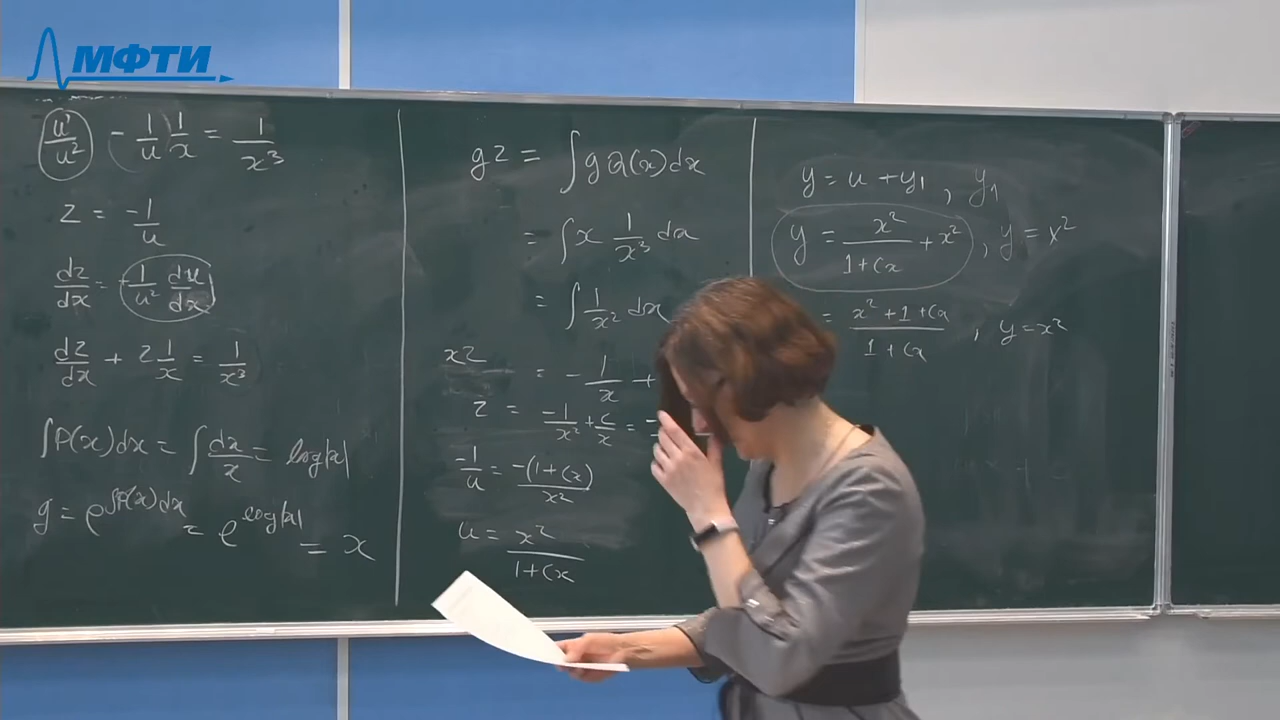 МФТИ
u'/u² - 1/u 1/x = 1/x³
z = -1/u
dz/dx = -1/u² du/dx
dz/dx + z 1/x = 1/x³
∫P(x)dx = ∫dx/x = log|x|
g = e^∫P(x)dx = e^log|x| = x
gz = ∫gQ(x)dx
= ∫x 1/x³ dx
= ∫1/x² dx
xz = -1/x +
z = -1/x² + c/x = -
-1/u = -(1+Cx)/x²
u = x²/1+Cx
y = u + y₁, y₁
y = x²/1+Cx + x², y = x²
= x²+1+Cx/1+Cx, y = x²